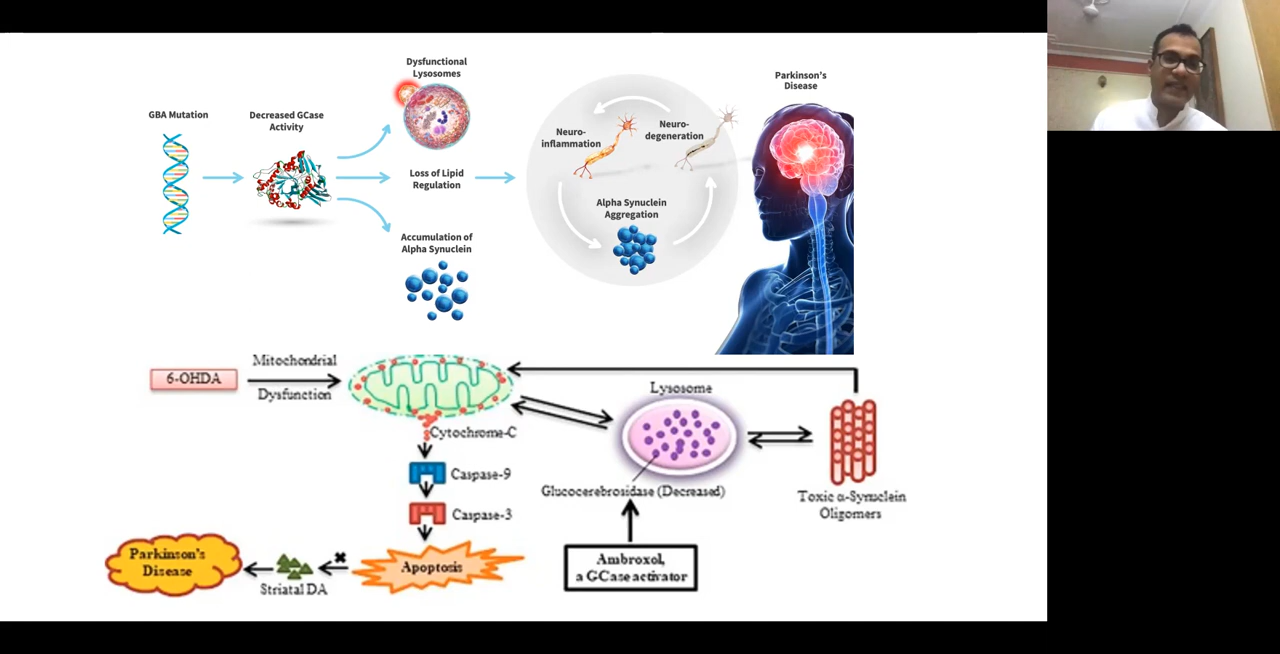 GBA Mutation
Decreased GCase
Activity
Dysfunctional
Lysosomes
Loss of Lipid
Regulation
Accumulation of
Alpha Synuclein
Neuro-
inflammation
Neuro-
degeneration
Alpha Synuclein
Aggregation
Parkinson's
Disease
6-OHDA
Mitochondrial
Dysfunction
Cytochroma-C
Caspase-9
Caspase-3
Apoptosis
Striatal DA
Parkinson's
Disease
Lysosome
Glucocerebrosidase (Decreased)
Ambroxol,
a GCase activator
Toxic α-Synuclein
Oligomers